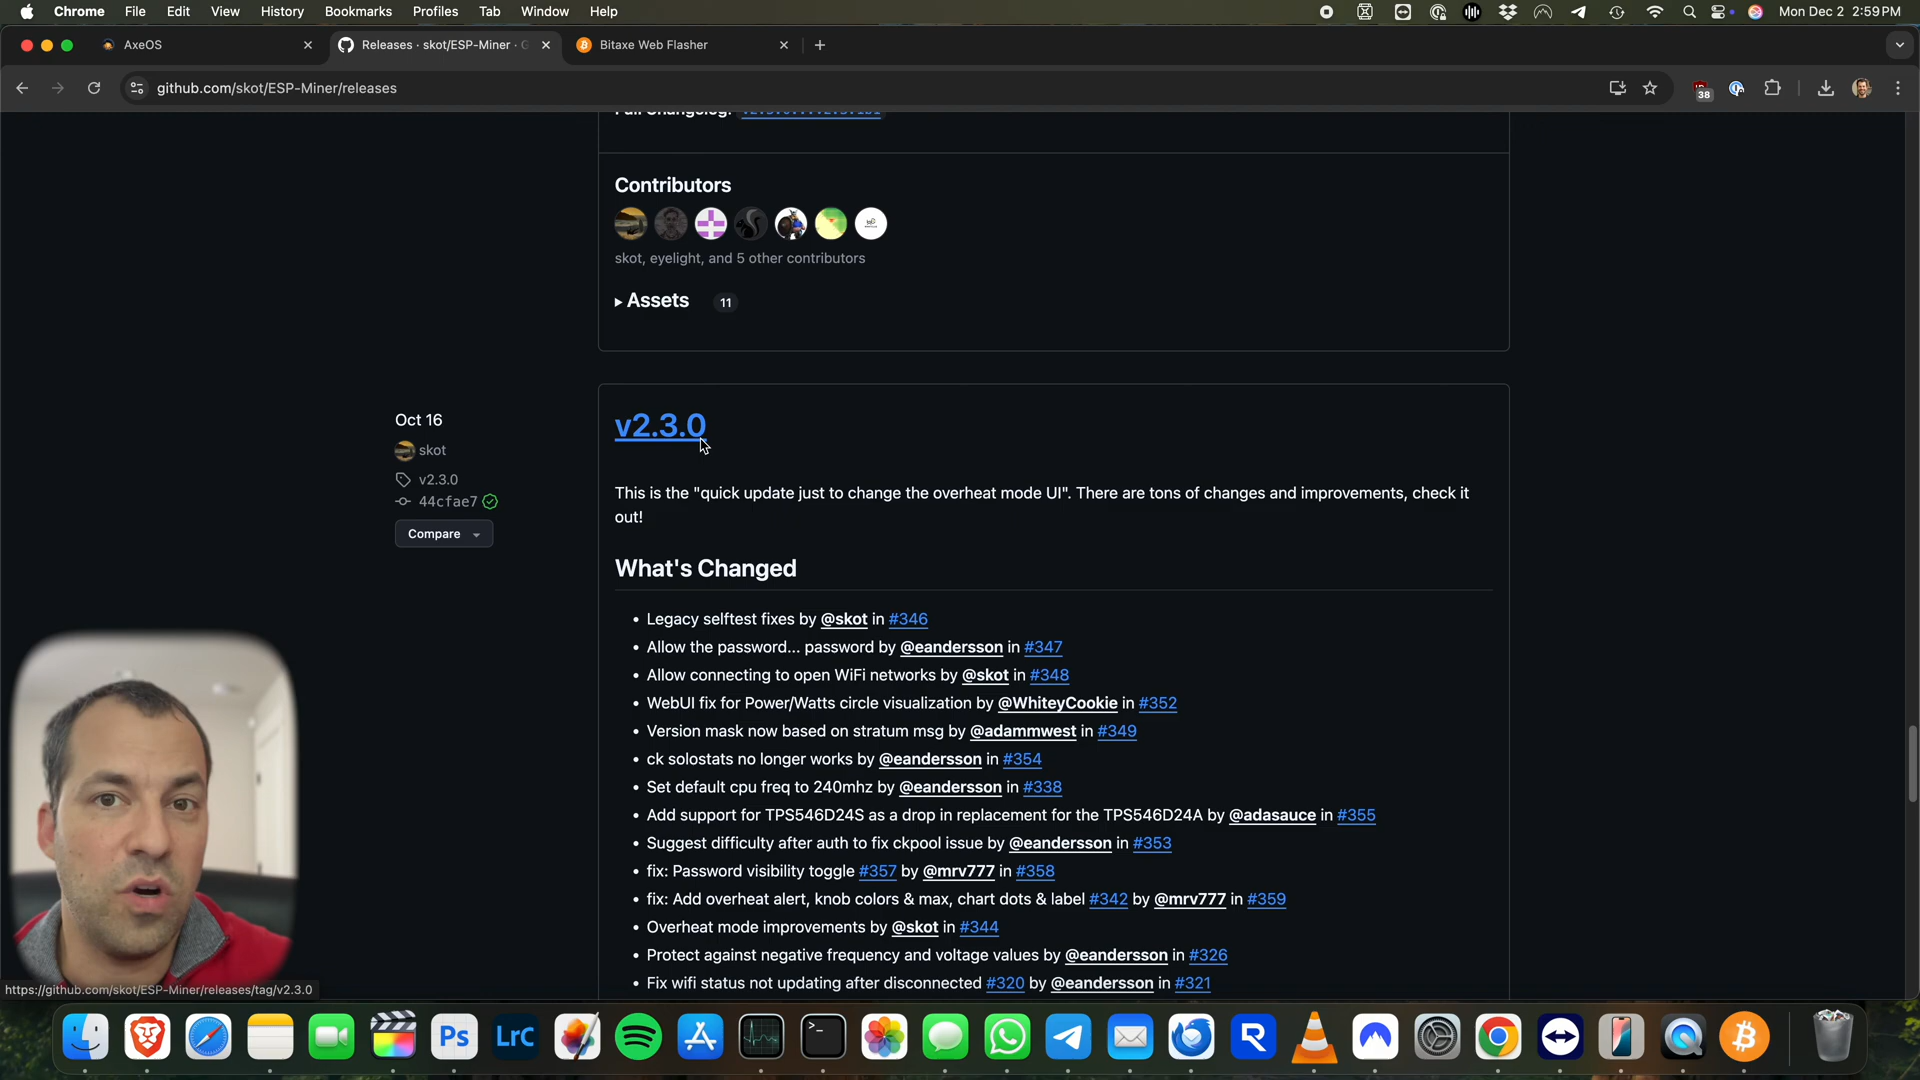 Chrome File Edit View History Bookmarks Profiles Tab Window Help Mon Dec 2 2:59 PM
AxeOS Releases · skot/ESP-Miner · G Bitaxe Web Flasher
github.com/skot/ESP-Miner/releases
38
Contributors
skot, eyelight, and 5 other contributors
Assets 11
Oct 16
skot
v2.3.0
44cfae7
Compare
v2.3.0
This is the "quick update just to change the overheat mode UI". There are tons of changes and improvements, check it
out!
What's Changed
• Legacy selftest fixes by @skot in #346
• Allow the password... password by @eandersson in #347
• Allow connecting to open WiFi networks by @skot in #348
• WebUI fix for Power/Watts circle visualization by @WhiteyCookie in #352
• Version mask now based on stratum msg by @adammwest in #349
• ck solostats no longer works by @eandersson in #354
• Set default cpu freq to 240mhz by @eandersson in #338
• Add support for TPS546D24S as a drop in replacement for the TPS546D24A by @adasauce in #355
• Suggest difficulty after auth to fix ckpool issue by @eandersson in #353
• fix: Password visibility toggle #357 by @mrv777 in #358
• fix: Add overheat alert, knob colors & max, chart dots & label #342 by @mrv777 in #359
• Overheat mode improvements by @skot in #344
• Protect against negative frequency and voltage values by @eandersson in #326
• Fix wifi status not updating after disconnected #320 by @eandersson in #321
https://github.com/skot/ESP-Miner/releases/tag/v2.3.0
Ps LrC